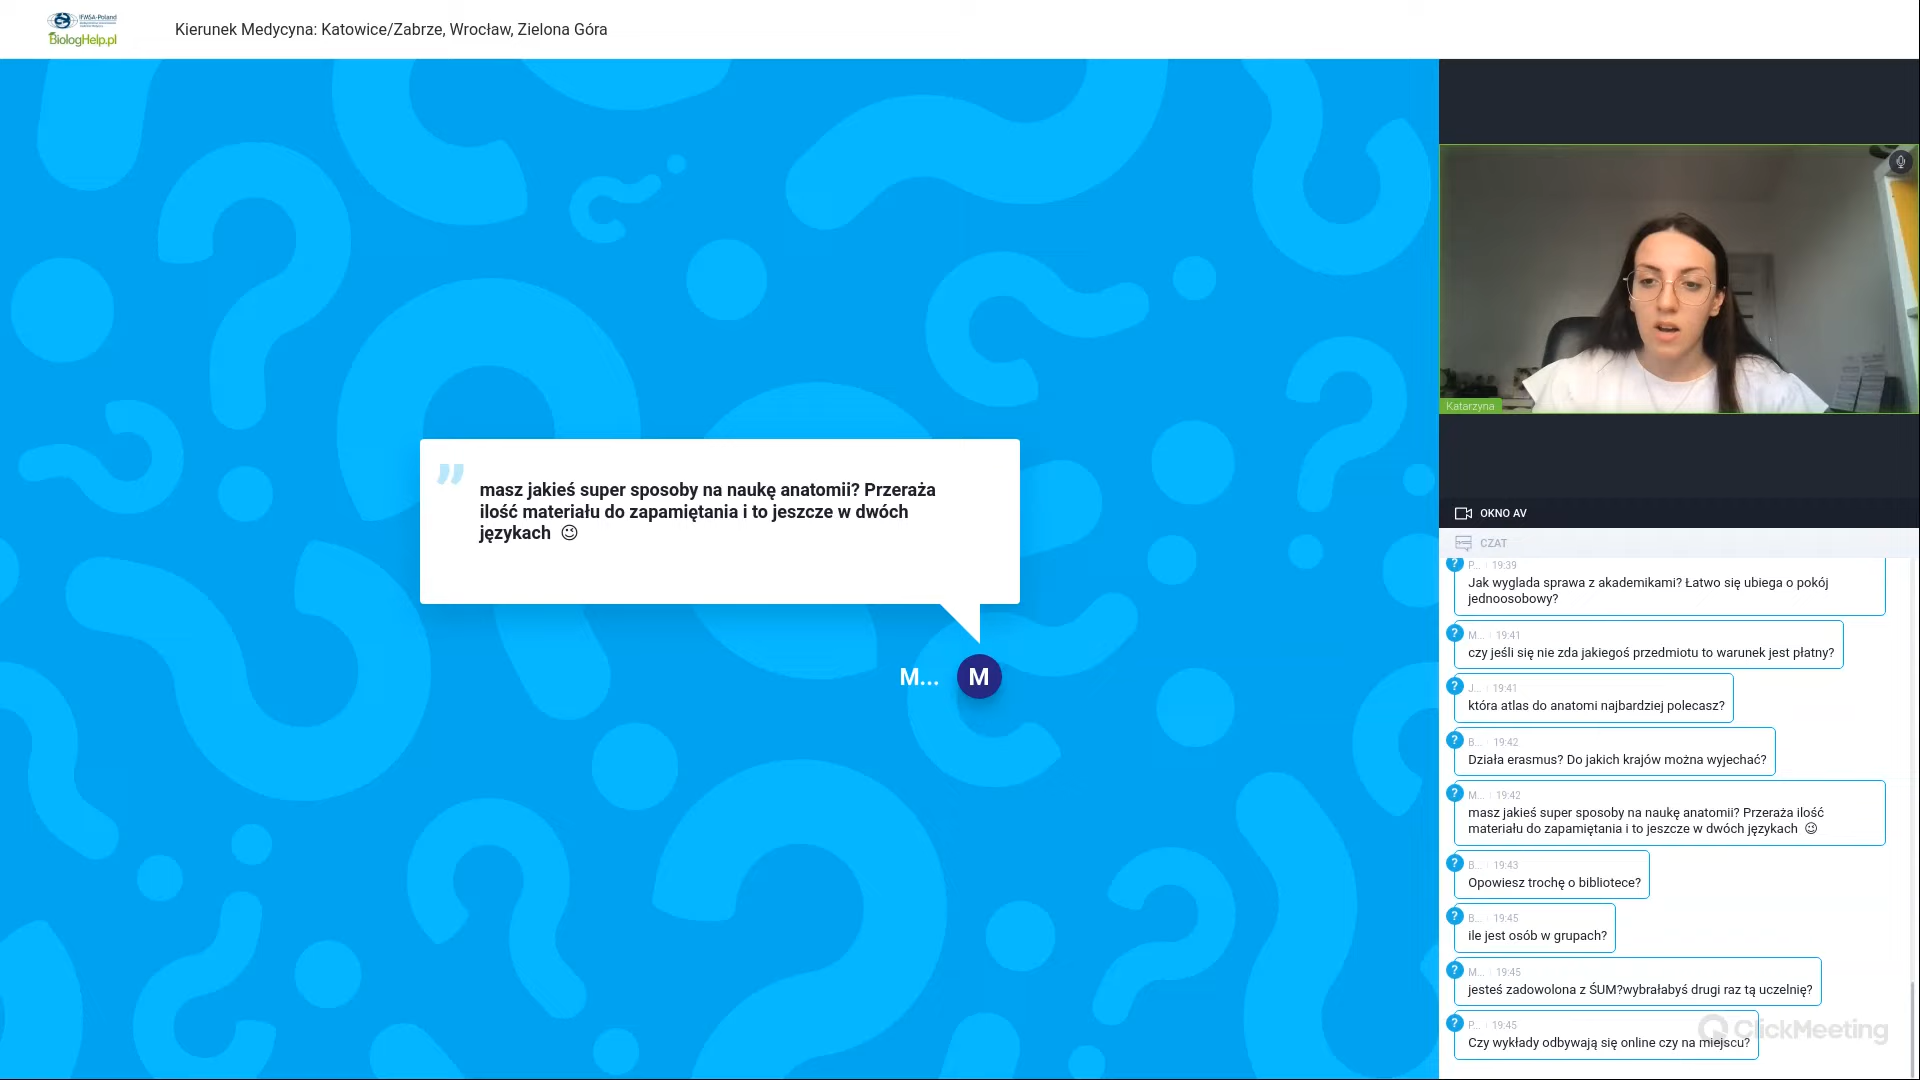 IFMSA-Poland
BiologHelp.pl
Kierunek Medycyna: Katowice/Zabrze, Wrocław, Zielona Góra
masz jakieś super sposoby na naukę anatomii? Przeraża
ilość materiału do zapamiętania i to jeszcze w dwóch
językach 😉
M...
M
Katarzyna
OKNO AV
CZAT
P... 19:39
Jak wyglada sprawa z akademikami? Łatwo się ubiega o pokój
jednoosobowy?
M... 19:41
czy jeśli się nie zda jakiegoś przedmiotu to warunek jest płatny?
J... 19:41
która atlas do anatomi najbardziej polecasz?
B... 19:42
Działa erasmus? Do jakich krajów można wyjechać?
M... 19:42
masz jakieś super sposoby na naukę anatomii? Przeraża ilość
materiału do zapamiętania i to jeszcze w dwóch językach 😉
B... 19:43
Opowiesz trochę o bibliotece?
B... 19:45
ile jest osób w grupach?
M... 19:45
jesteś zadowolona z ŚUM?wybrałabyś drugi raz tą uczelnię?
P... 19:45
Czy wykłady odbywają się online czy na miejscu?
ClickMeeting